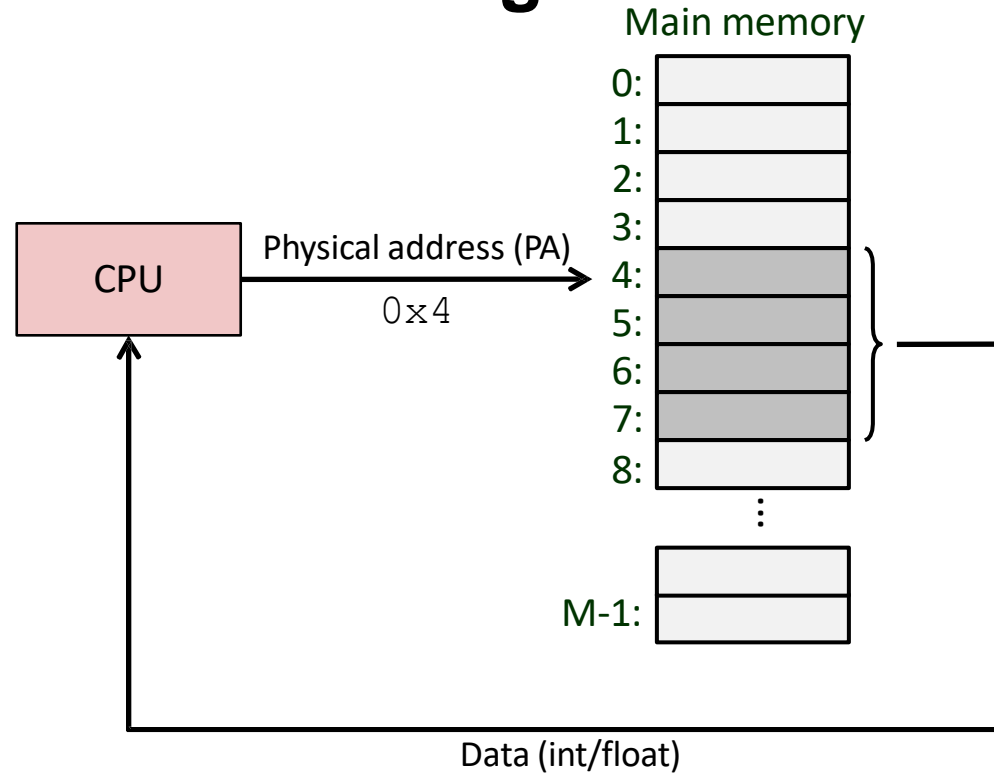 g
Main memory
0:
1:
2:
3:
CPU
Physical address (PA)
0x4
4:
5:
6:
7:
8:
...
M-1:
Data (int/float)